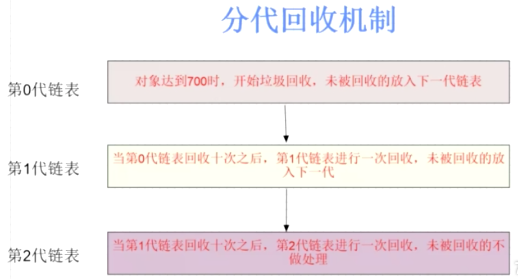 分代回收机制
第0代链表
对象达到700时，开始垃圾回收，未被回收的放入下一代链表
第1代链表
当第0代链表回收十次之后，第1代链表进行一次回收，未被回收的放
入下一代
第2代链表
当第1代链表回收十次之后，第2代链表进行一次回收，未被回收的不
做处理